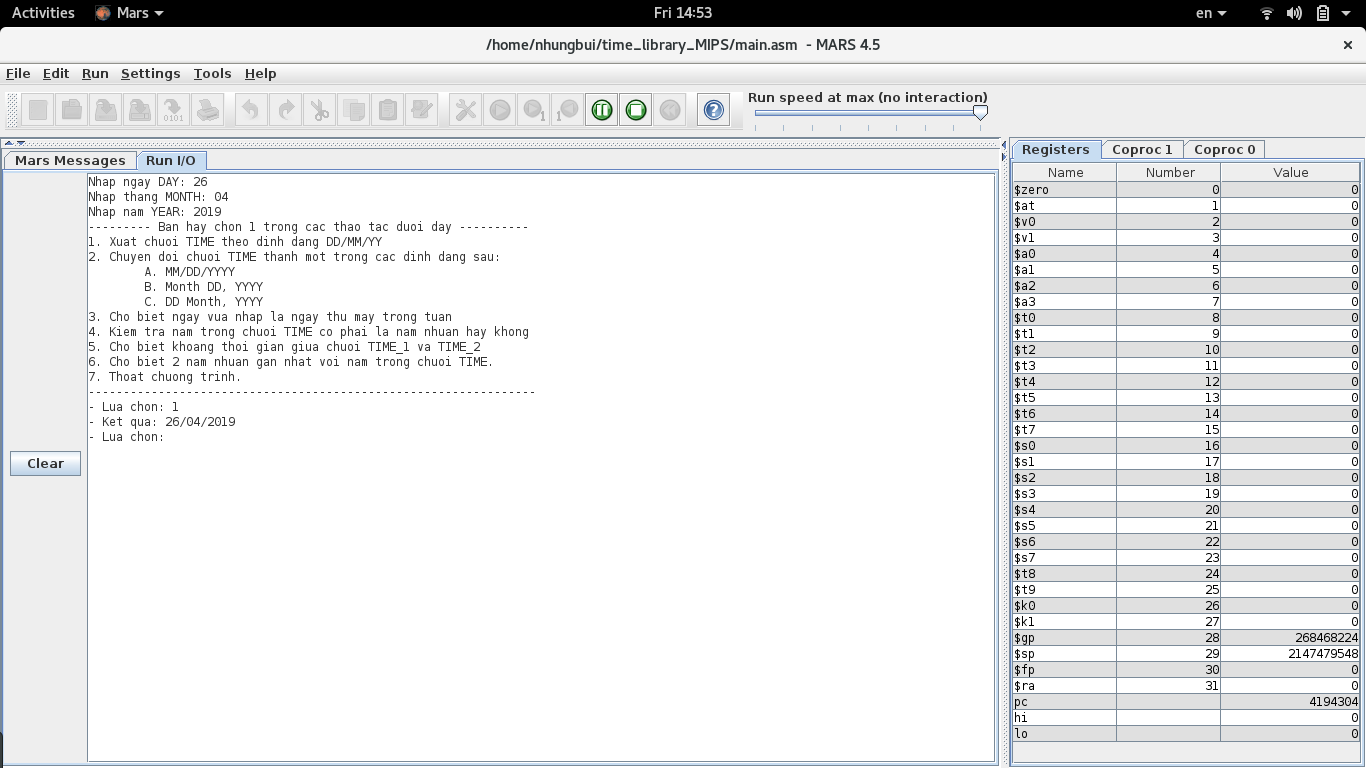 Activities Mars Fri 14:53 en
/home/nhungbui/time_library_MIPS/main.asm - MARS 4.5
File Edit Run Settings Tools Help
Run speed at max (no interaction)
Mars Messages Run I/O
Nhap ngay DAY: 26
Nhap thang MONTH: 04
Nhap nam YEAR: 2019
--------- Ban hay chon 1 trong cac thao tac duoi day ----------
1. Xuat chuoi TIME theo dinh dang DD/MM/YY
2. Chuyen doi chuoi TIME thanh mot trong cac dinh dang sau:
A. MM/DD/YYYY
B. Month DD, YYYY
C. DD Month, YYYY
3. Cho biet ngay vua nhap la ngay thu may trong tuan
4. Kiem tra nam trong chuoi TIME co phai la nam nhuan hay khong
5. Cho biet khoang thoi gian giua chuoi TIME_1 va TIME_2
6. Cho biet 2 nam nhuan gan nhat voi nam trong chuoi TIME.
7. Thoat chuong trinh.
----------------------------------------------------------------
- Lua chon: 1
- Ket qua: 26/04/2019
- Lua chon:
Clear
Registers Coproc 1 Coproc 0
Name Number Value
$zero 0 0
$at 1 0
$v0 2 0
$v1 3 0
$a0 4 0
$a1 5 0
$a2 6 0
$a3 7 0
$t0 8 0
$t1 9 0
$t2 10 0
$t3 11 0
$t4 12 0
$t5 13 0
$t6 14 0
$t7 15 0
$s0 16 0
$s1 17 0
$s2 18 0
$s3 19 0
$s4 20 0
$s5 21 0
$s6 22 0
$s7 23 0
$t8 24 0
$t9 25 0
$k0 26 0
$k1 27 0
$gp 28 268468224
$sp 29 2147479548
$fp 30 0
$ra 31 0
pc 4194304
hi 0
lo 0